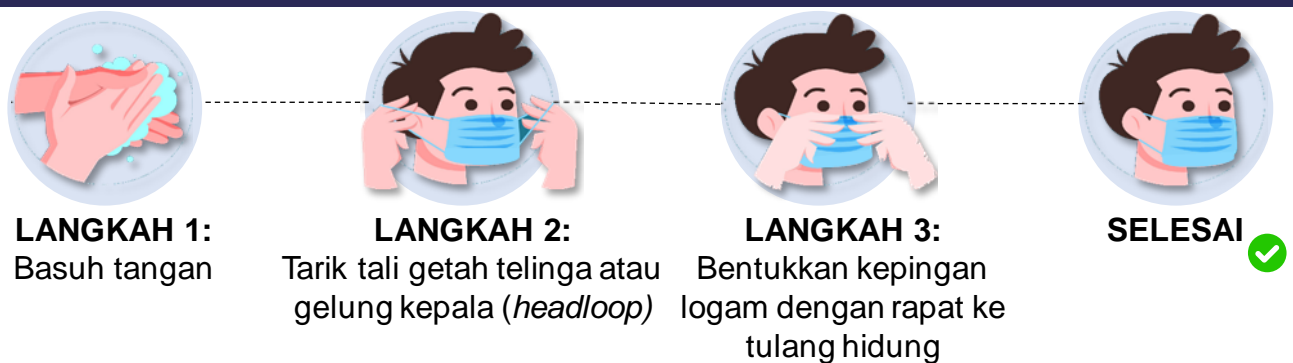 LANGKAH 1:
Basuh tangan
LANGKAH 2:
Tarik tali getah telinga atau
gelung kepala (headloop)
LANGKAH 3:
Bentukkan kepingan
logam dengan rapat ke
tulang hidung
SELESAI